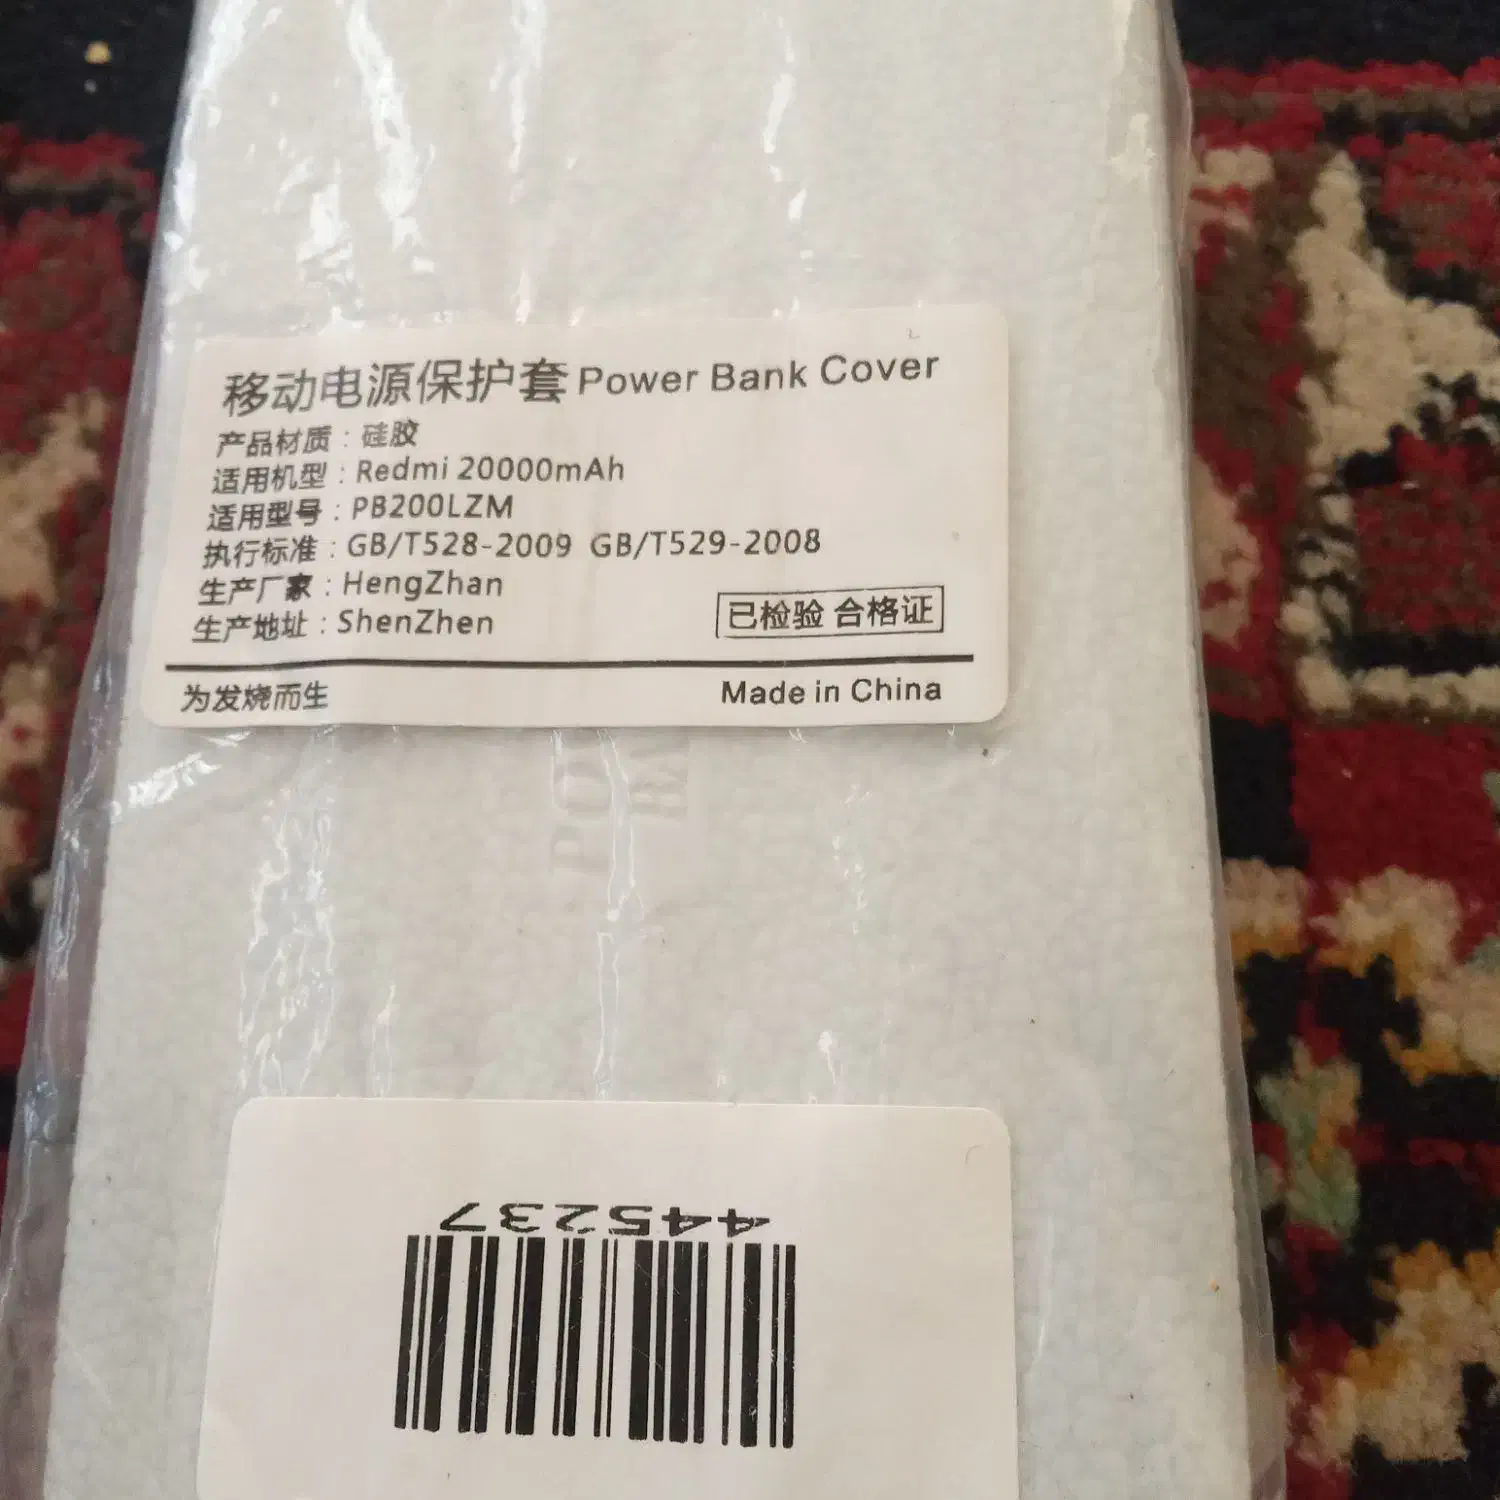 移动电源保护套 Power Bank Cover
产品材质：硅胶
适用机型：Redmi 20000mAh
适用型号：PB200LZM
执行标准：GB/T528-2009 GB/T529-2008
生产厂家：HengZhan
生产地址：ShenZhen
已检验 合格证
为发烧而生
Made in China
445237